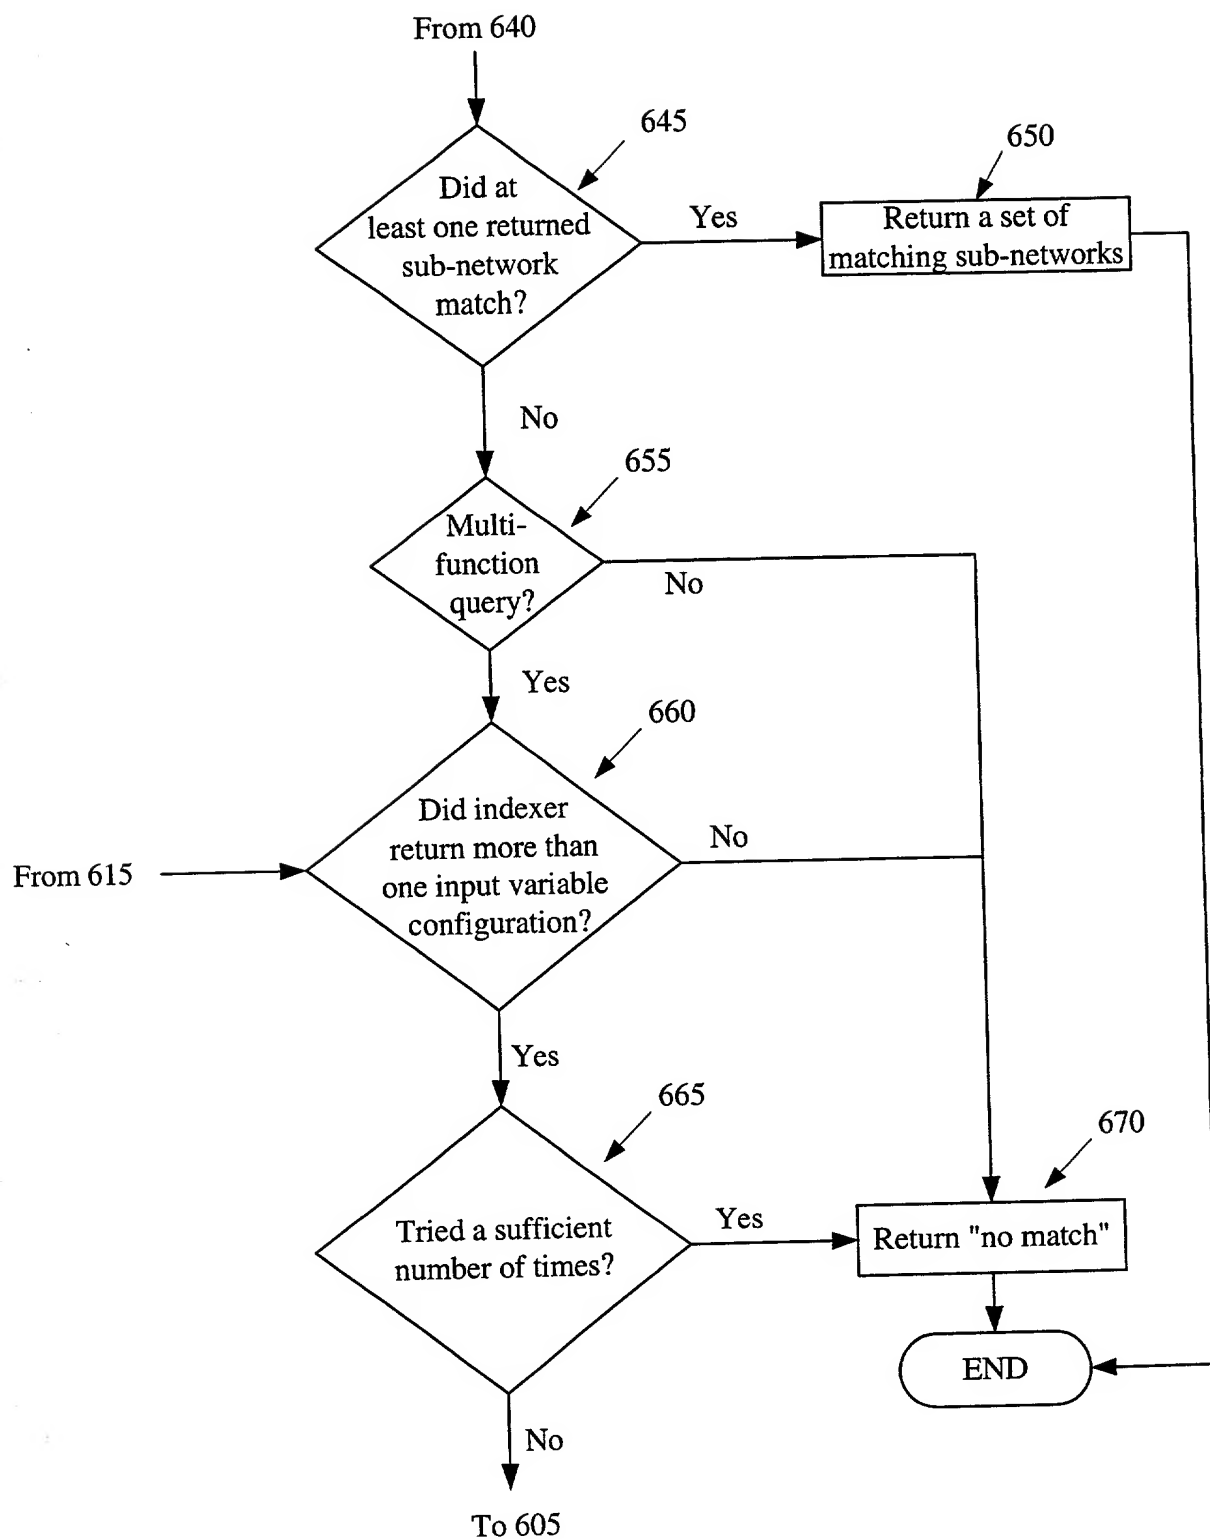 From 640
645
Did at
least one returned
sub-network
match?
Yes
650
Return a set of
matching sub-networks
No
655
Multi-
function
query?
No
Yes
660
Did indexer
return more than
one input variable
configuration?
No
From 615
Yes
665
Tried a sufficient
number of times?
Yes
670
Return "no match"
END
No
To 605